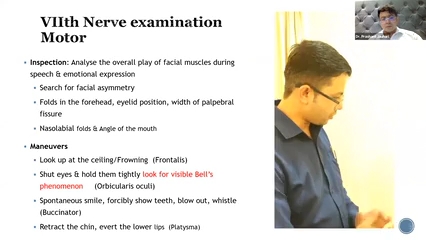 VIIth Nerve examination
Motor
Inspection: Analyse the overall play of facial muscles during
speech & emotional expression
Search for facial asymmetry
Folds in the forehead, eyelid position, width of palpebral
fissure
Nasolabial folds & Angle of the mouth
Maneuvers
Look up at the ceiling/Frowning (Frontalis)
Shut eyes & hold them tightly look for visible Bell's
phenomenon (Orbicularis oculi)
Spontaneous smile, forcibly show teeth, blow out, whistle
(Buccinator)
Retract the chin, evert the lower lips (Platysma)